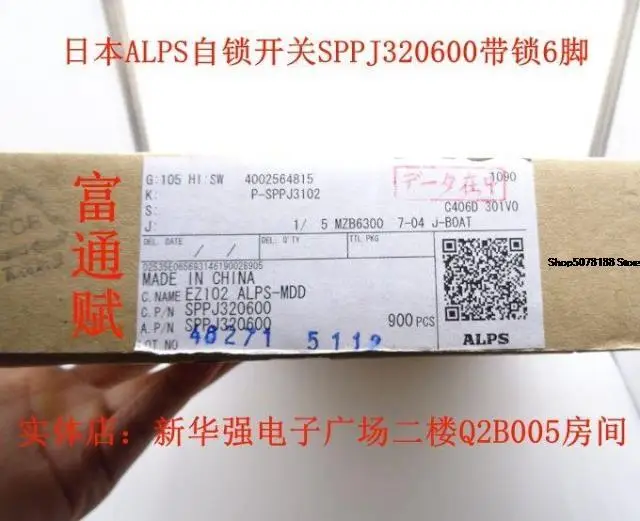 日本ALPS自锁开关SPPJ320600带锁6脚
富通赋
G:105 HI:SW 4002564815 1090
K: P-SPPJ3102
データ在中
S: C406D 301V0
J: 1/ 5 MZB6300 7-04 J-BOAT
DEL. DATE DEL. Q'TY TTL PKG
/ /
MADE IN CHINA
C.NAME EZ102 ALPS-MDD
C.P/N SPPJ320600
A.P/N SPPJ320600 900 PCS
LOT NO 46271 5112 ALPS
Shop5078188 Store
实体店：新华强电子广场二楼Q2B005房间